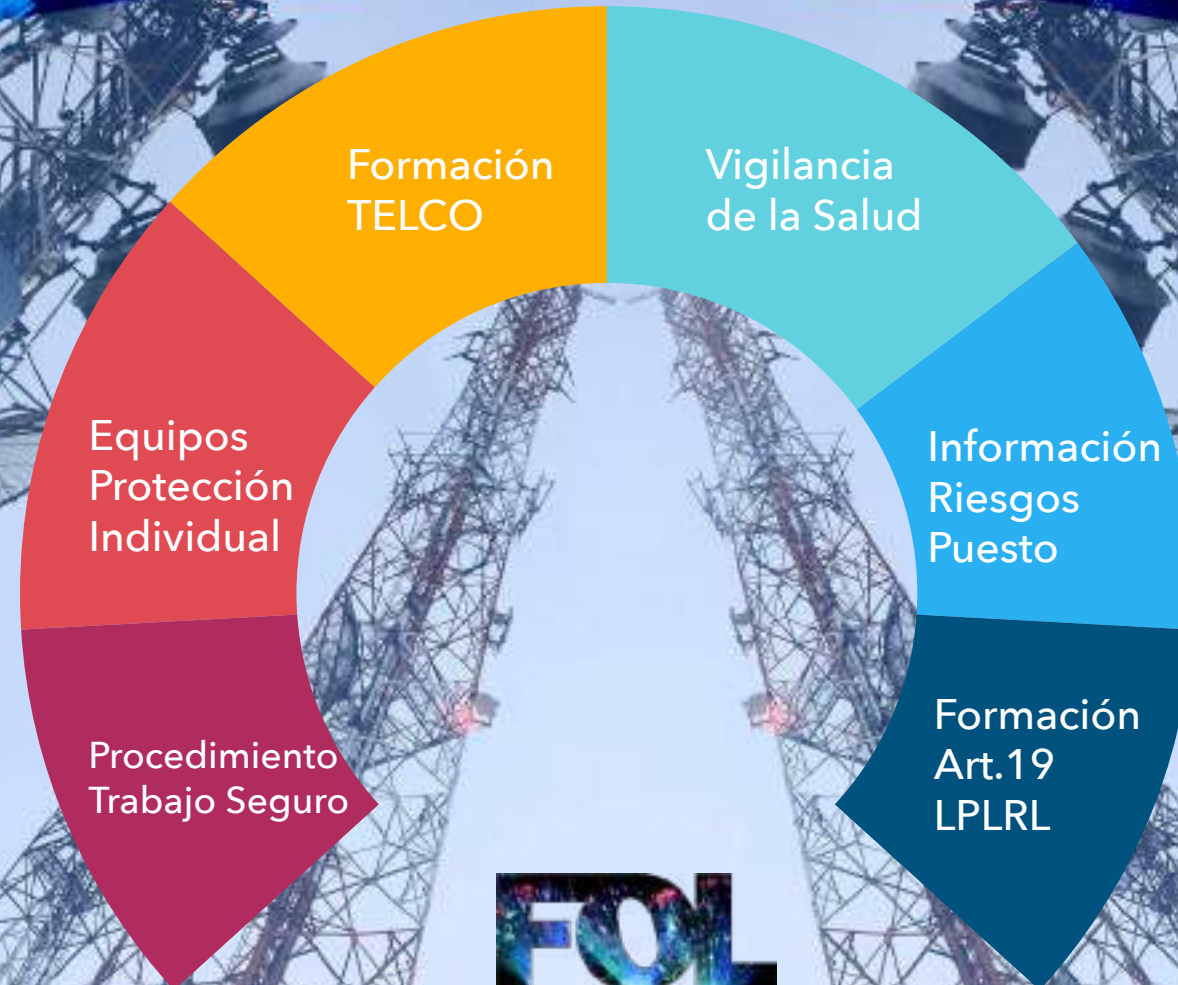 Formación
TELCO
Vigilancia
de la Salud
Equipos
Protección
Individual
Información
Riesgos
Puesto
Procedimiento
Trabajo Seguro
Formación
Art.19
LPLRL
FOL